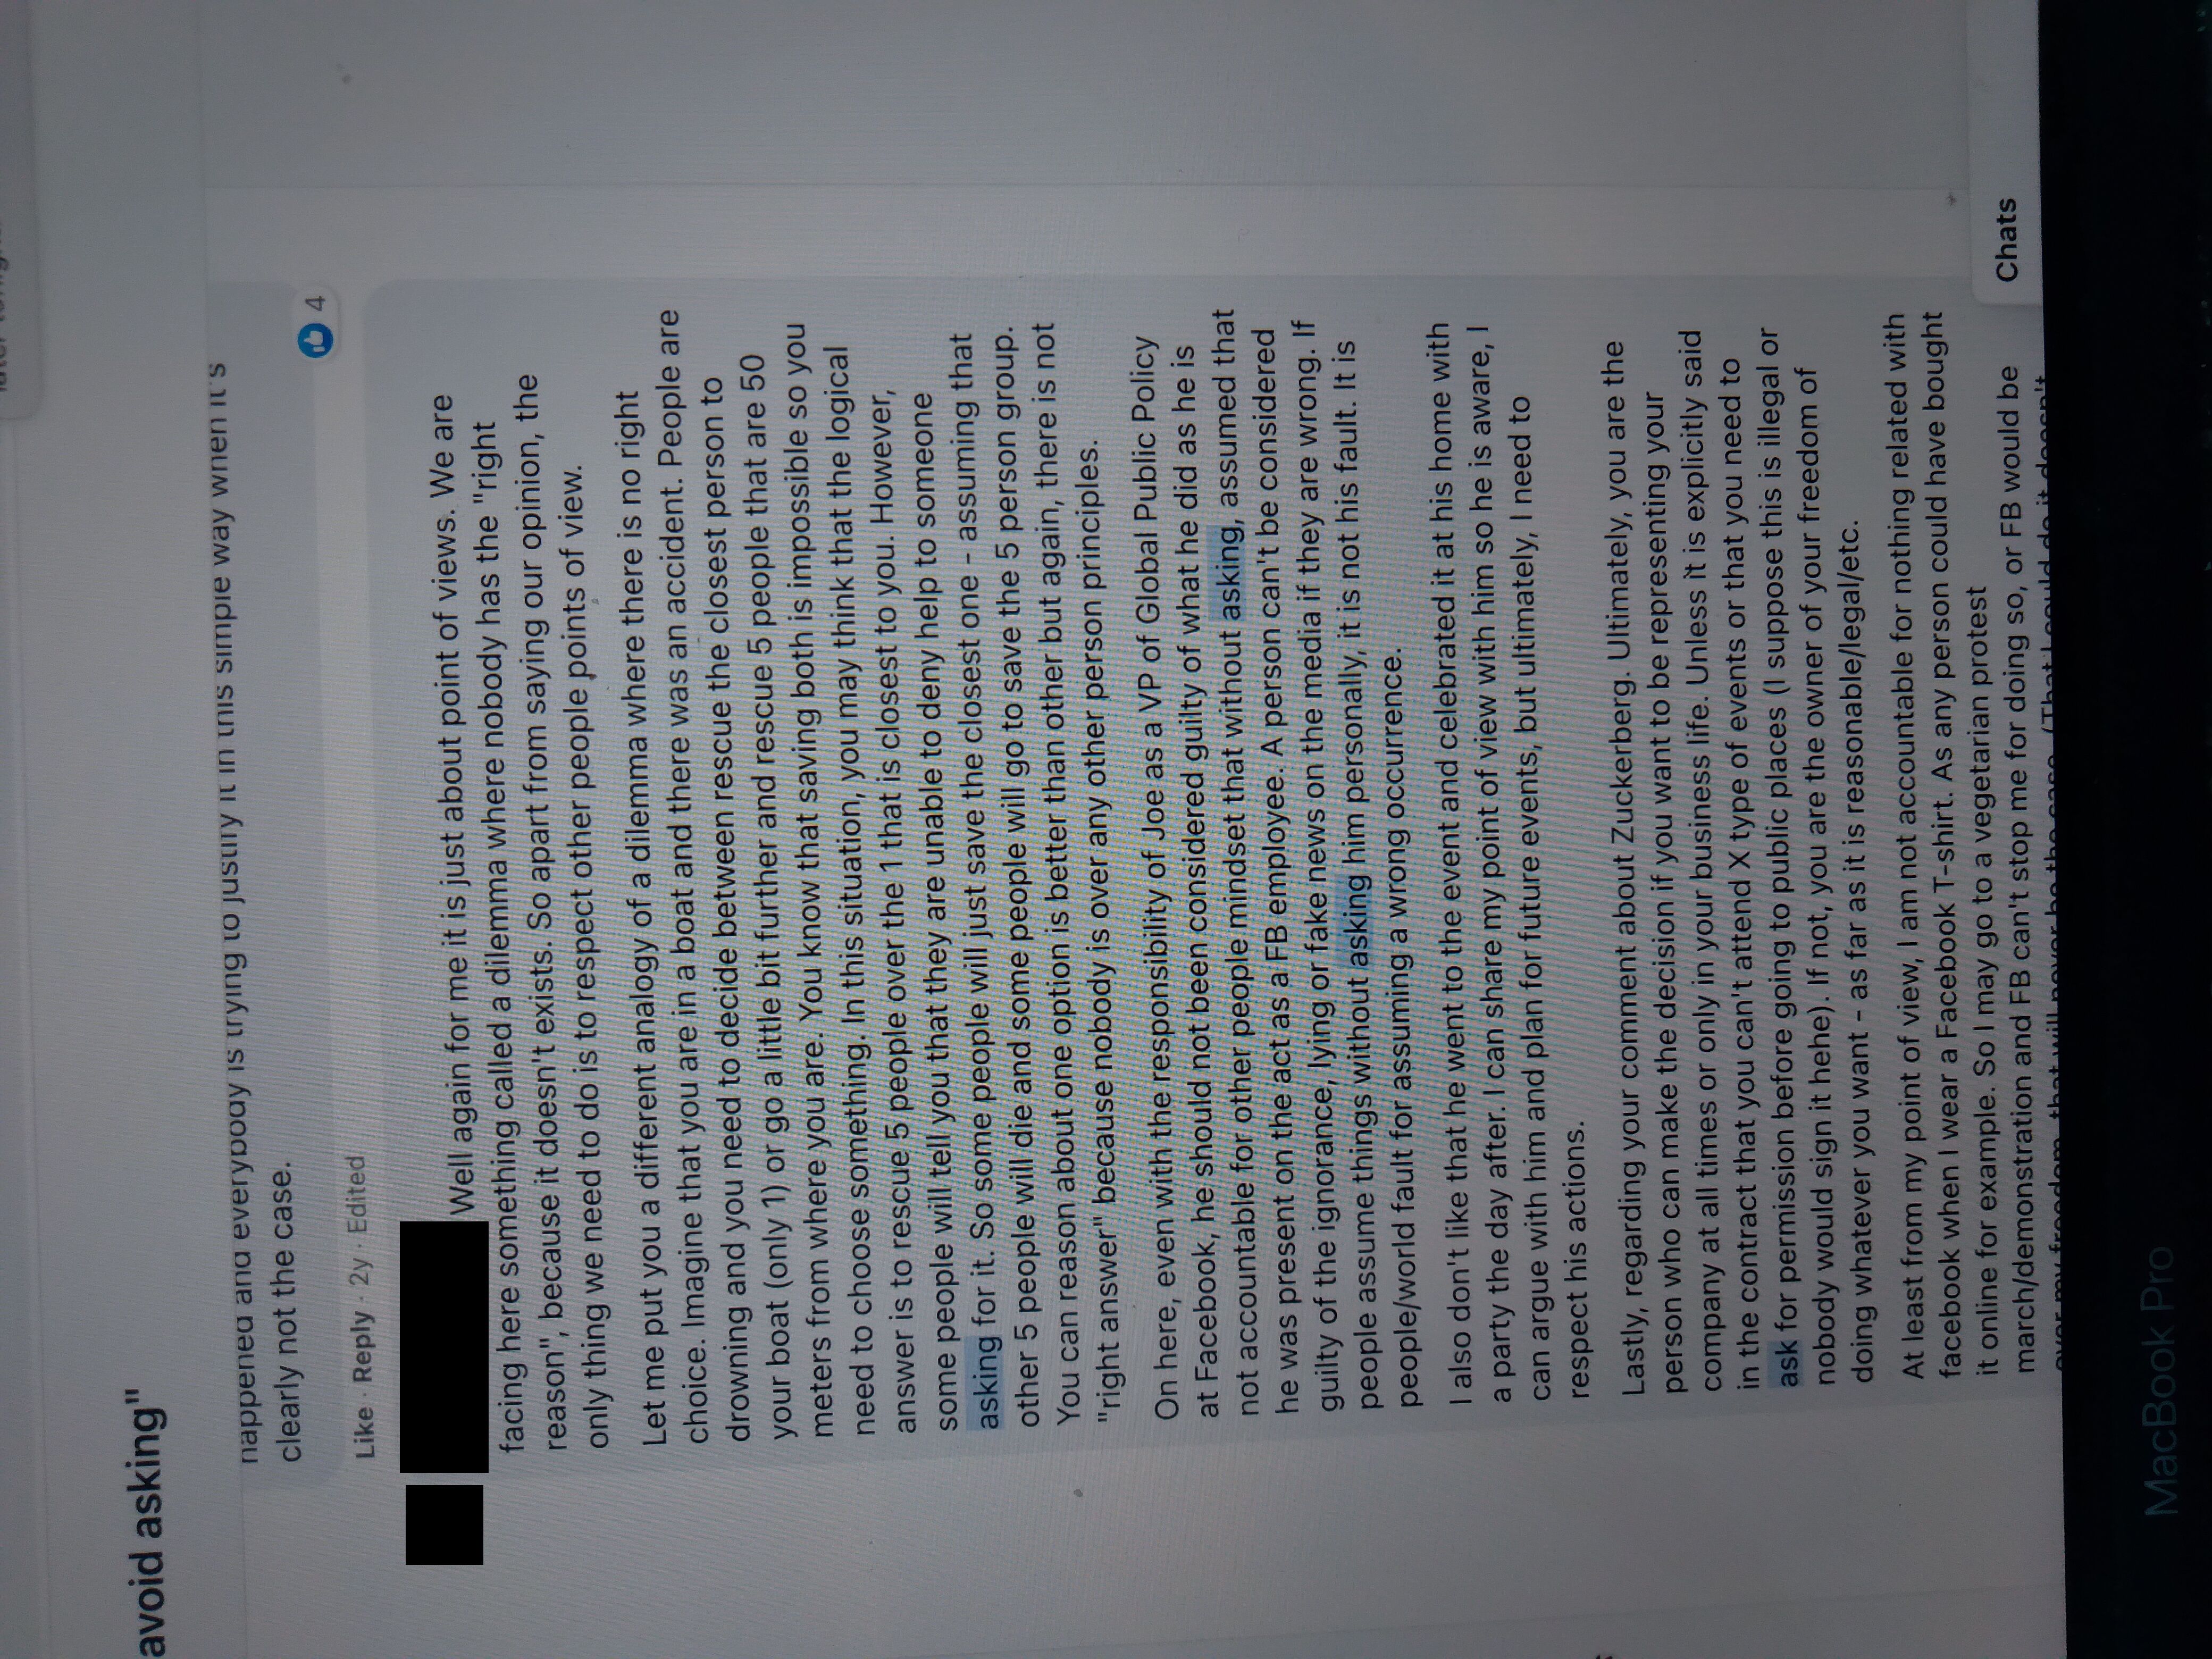 avoid asking"
happened and everybody is trying to justify it in this simple way when it's
clearly not the case.
4
Like · Reply · 2y · Edited
Well again for me it is just about point of views. We are
facing here something called a dilemma where nobody has the "right
reason", because it doesn't exists. So apart from saying our opinion, the
only thing we need to do is to respect other people points of view.
Let me put you a different analogy of a dilemma where there is no right
choice. Imagine that you are in a boat and there was an accident. People are
drowning and you need to decide between rescue the closest person to
your boat (only 1) or go a little bit further and rescue 5 people that are 50
meters from where you are. You know that saving both is impossible so you
need to choose something. In this situation, you may think that the logical
answer is to rescue 5 people over the 1 that is closest to you. However,
some people will tell you that they are unable to deny help to someone
asking for it. So some people will just save the closest one - assuming that
other 5 people will die and some people will go to save the 5 person group.
You can reason about one option is better than other but again, there is not
"right answer" because nobody is over any other person principles.
On here, even with the responsibility of Joe as a VP of Global Public Policy
at Facebook, he should not been considered guilty of what he did as he is
not accountable for other people mindset that without asking, assumed that
he was present on the act as a FB employee. A person can't be considered
guilty of the ignorance, lying or fake news on the media if they are wrong. If
people assume things without asking him personally, it is not his fault. It is
people/world fault for assuming a wrong occurrence.
I also don't like that he went to the event and celebrated it at his home with
a party the day after. I can share my point of view with him so he is aware, I
can argue with him and plan for future events, but ultimately, I need to
respect his actions.
Lastly, regarding your comment about Zuckerberg. Ultimately, you are the
person who can make the decision if you want to be representing your
company at all times or only in your business life. Unless it is explicitly said
in the contract that you can't attend X type of events or that you need to
ask for permission before going to public places (I suppose this is illegal or
nobody would sign it hehe). If not, you are the owner of your freedom of
doing whatever you want - as far as it is reasonable/legal/etc.
At least from my point of view, I am not accountable for nothing related with
facebook when I wear a Facebook T-shirt. As any person could have bought
it online for example. So I may go to a vegetarian protest
march/demonstration and FB can't stop me for doing so, or FB would be
over my freedom, that will never be the case. (That I could do it doesn't
Chats
MacBook Pro